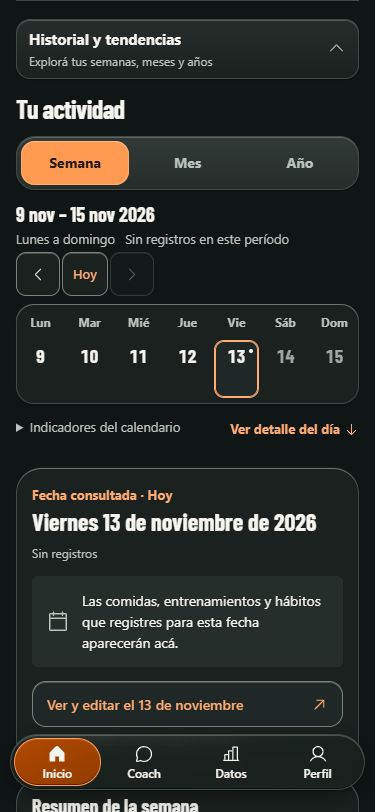 Historial y tendencias
Explorá tus semanas, meses y años
Tu actividad
Semana Mes Año
9 nov – 15 nov 2026
Lunes a domingo Sin registros en este período
Hoy
Lun Mar Mié Jue Vie Sáb Dom
9 10 11 12 13 14 15
Indicadores del calendario Ver detalle del día ↓
Fecha consultada · Hoy
Viernes 13 de noviembre de 2026
Sin registros
Las comidas, entrenamientos y hábitos
que registres para esta fecha
aparecerán acá.
Ver y editar el 13 de noviembre
Inicio Coach Datos Perfil
Resumen de la semana